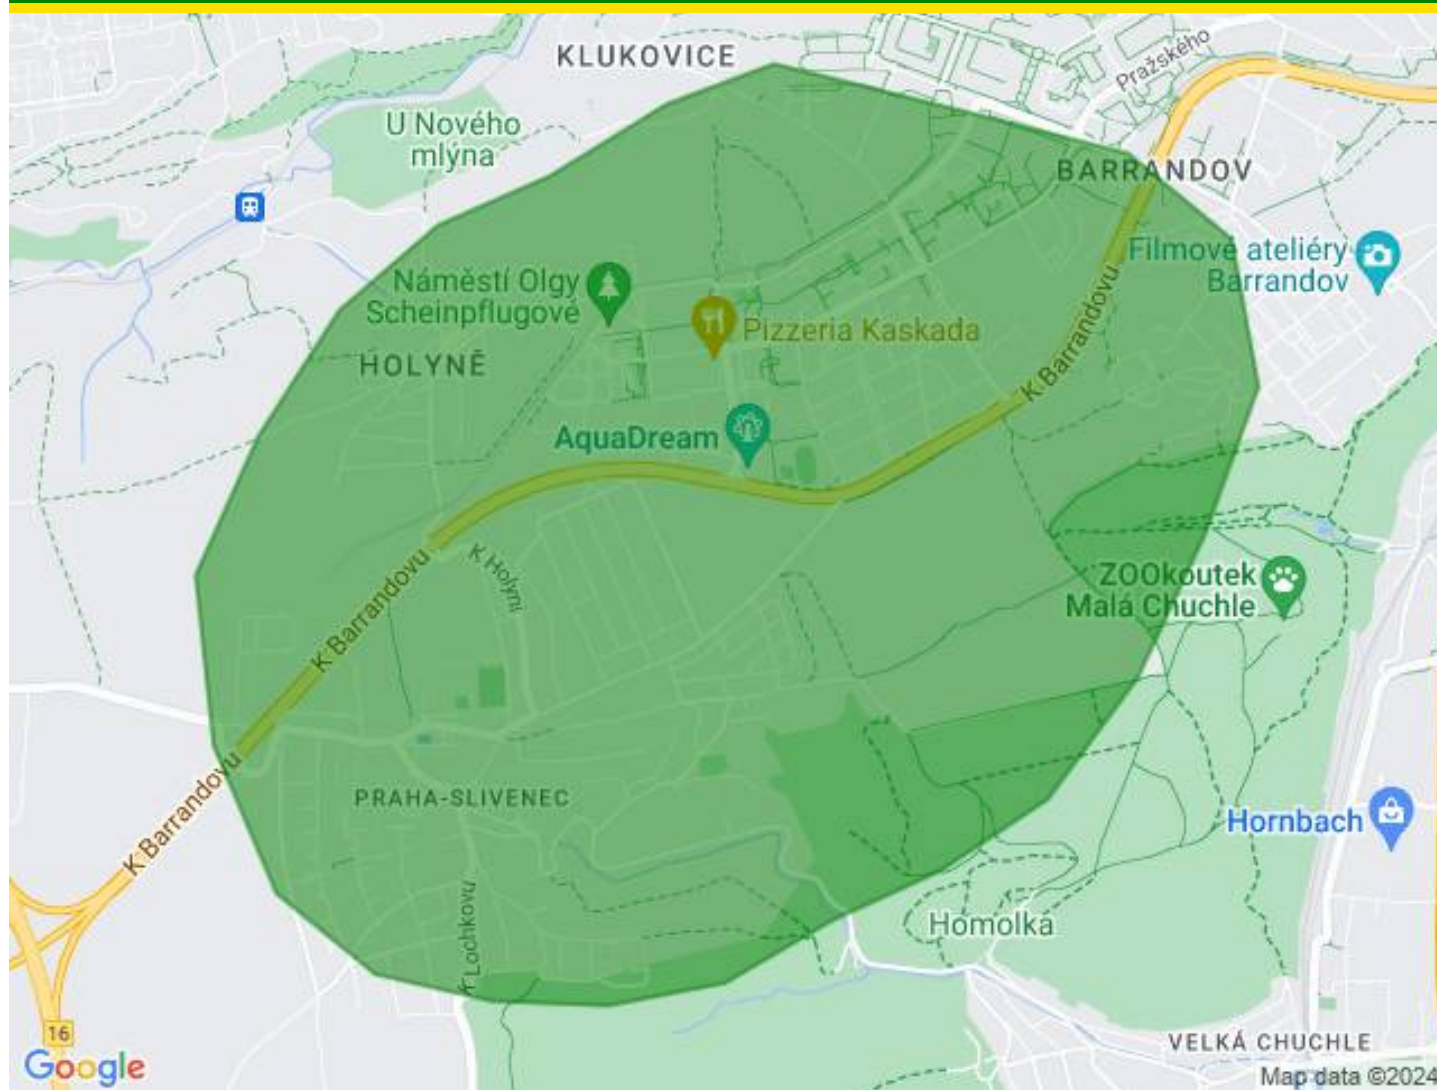 KLUKOVICE
Pražského
U Nového
mlýna
BARRANDOV
Filmové ateliéry
Barrandov
Náměstí Olgy
Scheinpflugové
Pizzeria Kaskada
HOLYNĚ
K Barrandovu
AquaDream
K Holyni
ZOOkoutek
Malá Chuchle
K Barrandovu
PRAHA-SLIVENEC
K Barrandovu
Hornbach
K Lochkovu
Homolka
16
VELKÁ CHUCHLE
Google
Map data ©2024